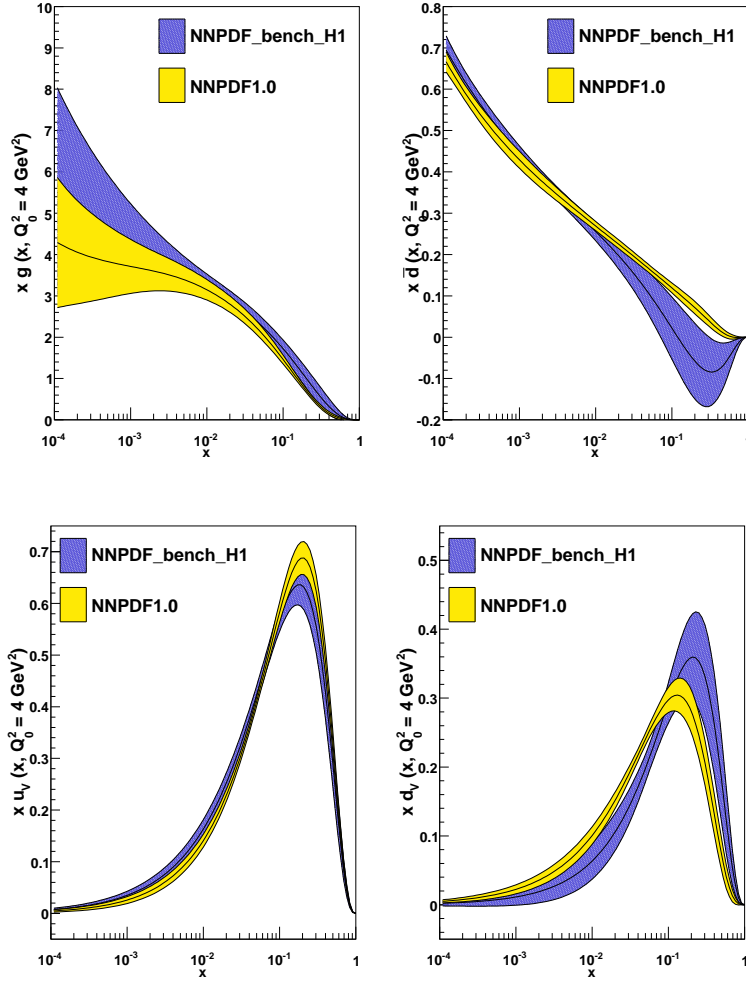 NNPDF_bench_H1
NNPDF1.0
x g (x, Q₀² = 4 GeV²)
10
9
8
7
6
5
4
3
2
1
0
10⁻⁴ 10⁻³ 10⁻² 10⁻¹ 1
x
NNPDF_bench_H1
NNPDF1.0
x d̅ (x, Q₀² = 4 GeV²)
0.8
0.7
0.6
0.5
0.4
0.3
0.2
0.1
0
-0.1
-0.2
10⁻⁴ 10⁻³ 10⁻² 10⁻¹ 1
x
NNPDF_bench_H1
NNPDF1.0
x u_V (x, Q₀² = 4 GeV²)
0.7
0.6
0.5
0.4
0.3
0.2
0.1
0
10⁻⁴ 10⁻³ 10⁻² 10⁻¹ 1
x
NNPDF_bench_H1
NNPDF1.0
x d_V (x, Q₀² = 4 GeV²)
0.5
0.4
0.3
0.2
0.1
0
10⁻⁴ 10⁻³ 10⁻² 10⁻¹ 1
x